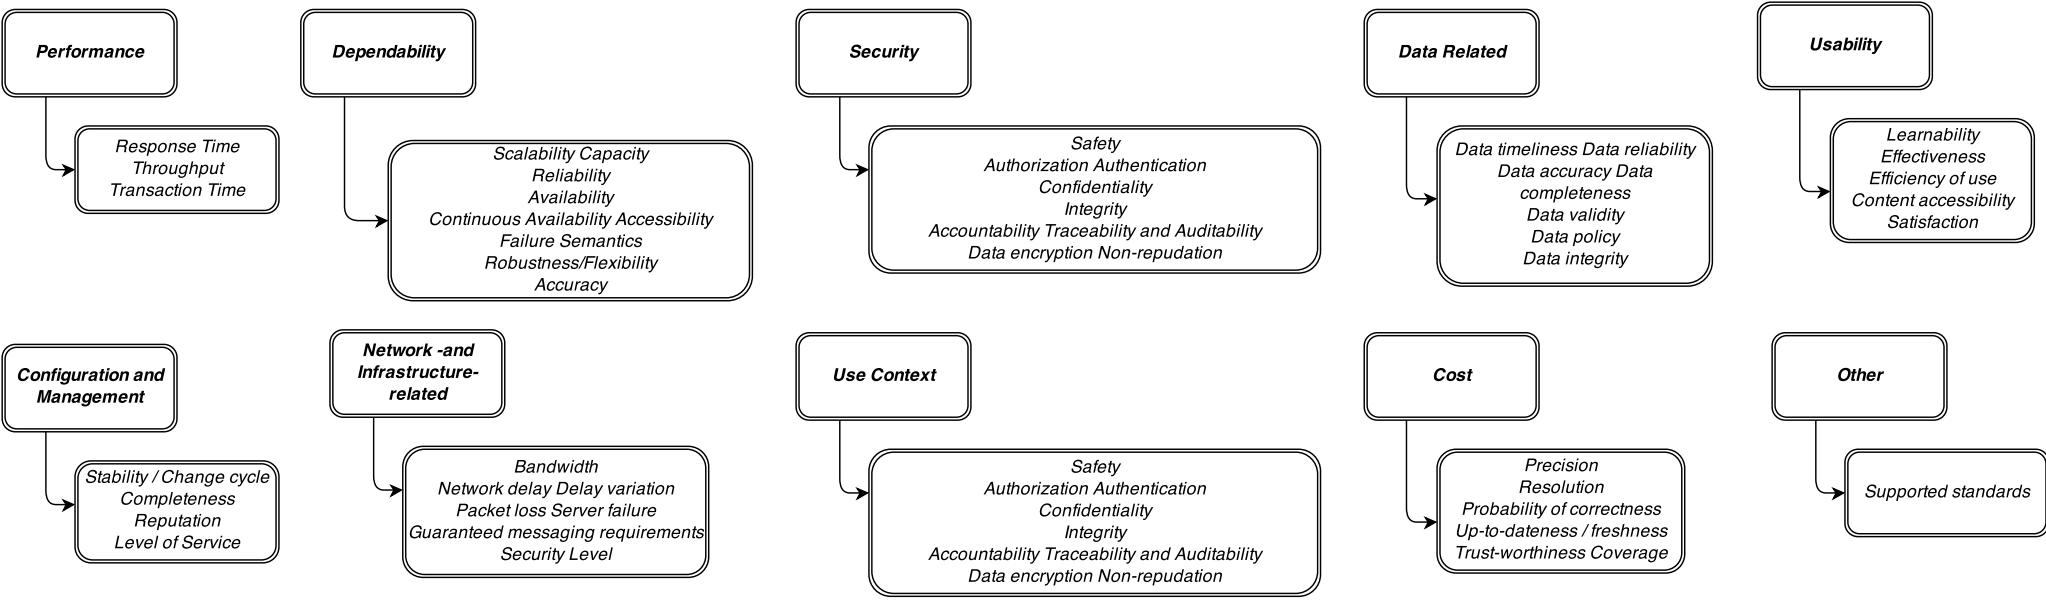 Performance
Response Time
Throughput
Transaction Time
Dependability
Scalability Capacity
Reliability
Availability
Continuous Availability Accessibility
Failure Semantics
Robustness/Flexibility
Accuracy
Security
Safety
Authorization Authentication
Confidentiality
Integrity
Accountability Traceability and Auditability
Data encryption Non-repudation
Data Related
Data timeliness Data reliability
Data accuracy Data
completeness
Data validity
Data policy
Data integrity
Usability
Learnability
Effectiveness
Efficiency of use
Content accessibility
Satisfaction
Configuration and
Management
Stability / Change cycle
Completeness
Reputation
Level of Service
Network -and
Infrastructure-
related
Bandwidth
Network delay Delay variation
Packet loss Server failure
Guaranteed messaging requirements
Security Level
Use Context
Safety
Authorization Authentication
Confidentiality
Integrity
Accountability Traceability and Auditability
Data encryption Non-repudation
Cost
Precision
Resolution
Probability of correctness
Up-to-dateness / freshness
Trust-worthiness Coverage
Other
Supported standards